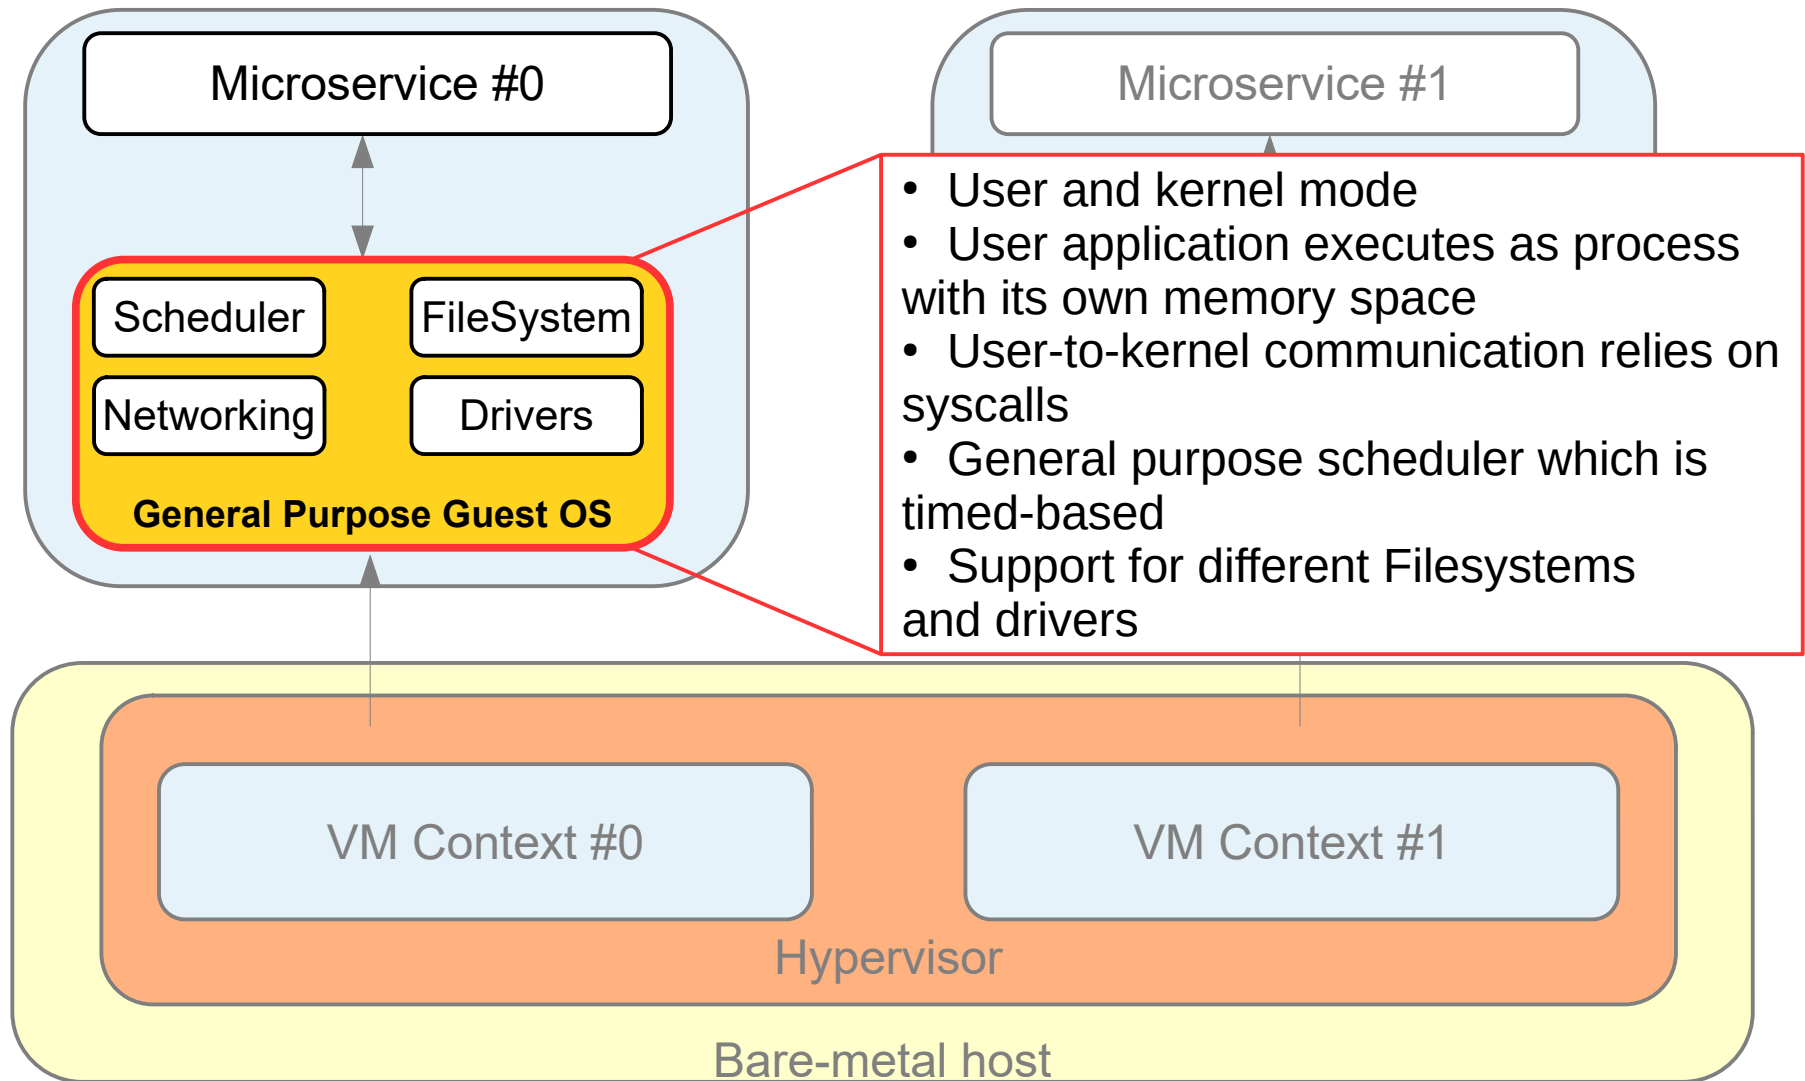 Microservice #0
Microservice #1
Scheduler
FileSystem
Networking
Drivers
General Purpose Guest OS
• User and kernel mode
• User application executes as process
with its own memory space
• User-to-kernel communication relies on
syscalls
• General purpose scheduler which is
timed-based
• Support for different Filesystems
and drivers
VM Context #0
VM Context #1
Hypervisor
Bare-metal host